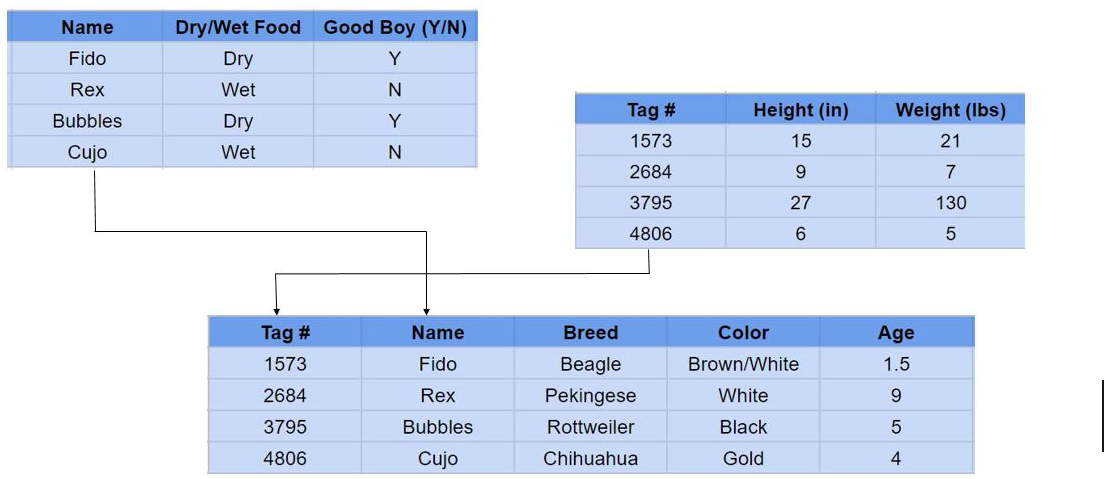 Name Dry/Wet Food Good Boy (Y/N)
Fido Dry Y
Rex Wet N
Bubbles Dry Y
Cujo Wet N
Tag # Height (in) Weight (lbs)
1573 15 21
2684 9 7
3795 27 130
4806 6 5
Tag # Name Breed Color Age
1573 Fido Beagle Brown/White 1.5
2684 Rex Pekingese White 9
3795 Bubbles Rottweiler Black 5
4806 Cujo Chihuahua Gold 4